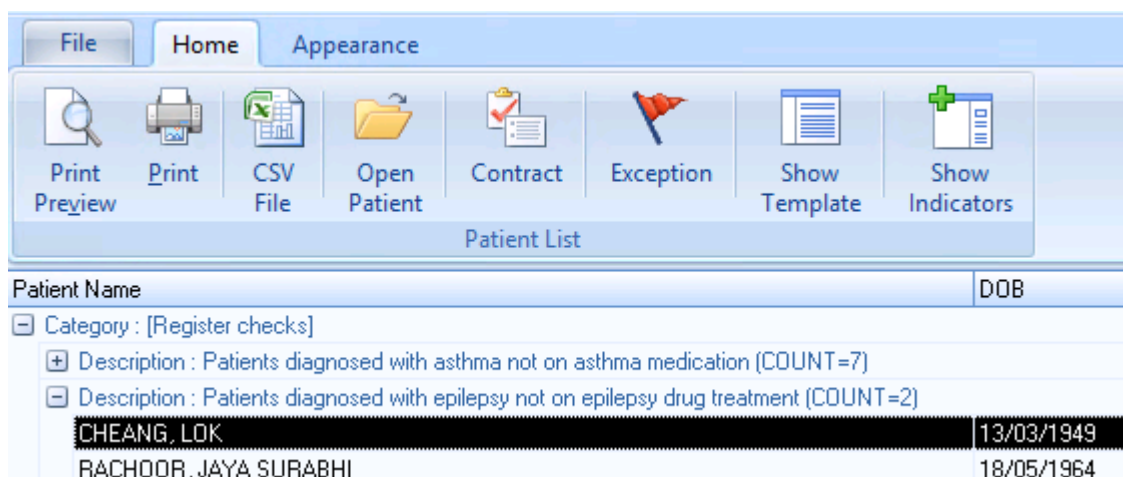 File Home Appearance
Print Preview Print CSV File Open Patient Contract Exception Show Template Show Indicators
Patient List
Patient Name DOB
Category : [Register checks]
Description : Patients diagnosed with asthma not on asthma medication (COUNT=7)
Description : Patients diagnosed with epilepsy not on epilepsy drug treatment (COUNT=2)
CHEANG, LOK 13/03/1949
RACHOOR, JAYA SURABHI 18/05/1964